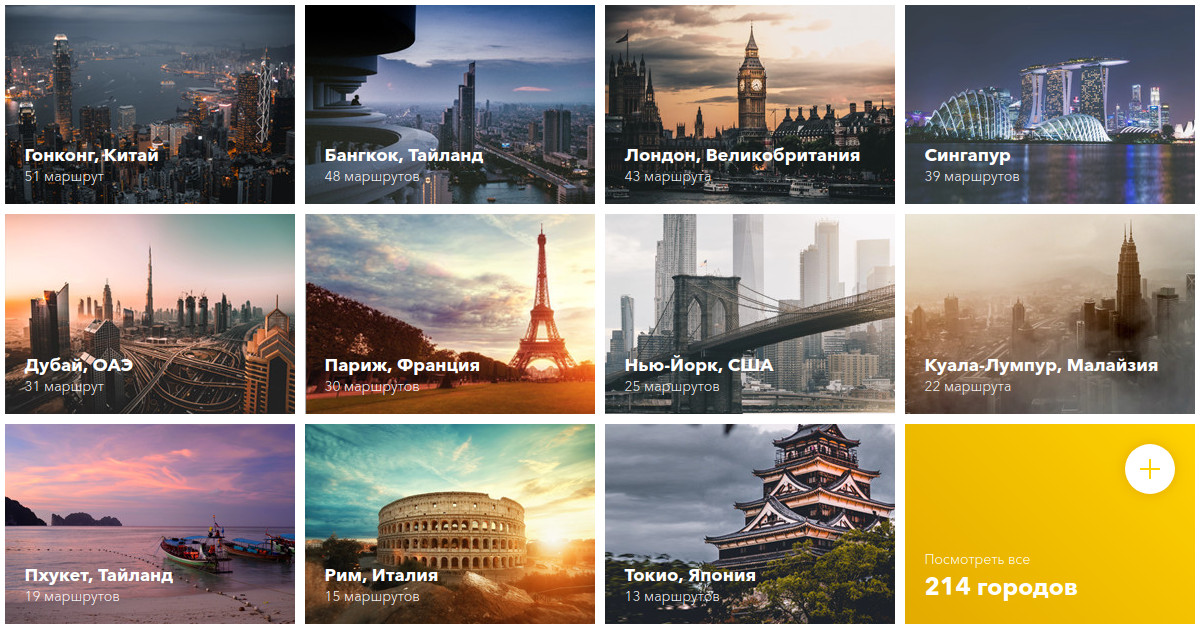 Гонконг, Китай
51 маршрут
Бангкок, Тайланд
48 маршрутов
Лондон, Великобритания
43 маршрута
Сингапур
39 маршрутов
Дубай, ОАЭ
31 маршрут
Париж, Франция
30 маршрутов
Нью-Йорк, США
25 маршрутов
Куала-Лумпур, Малайзия
22 маршрута
Пхукет, Тайланд
19 маршрутов
Рим, Италия
15 маршрутов
Токио, Япония
13 маршрутов
Посмотреть все
214 городов